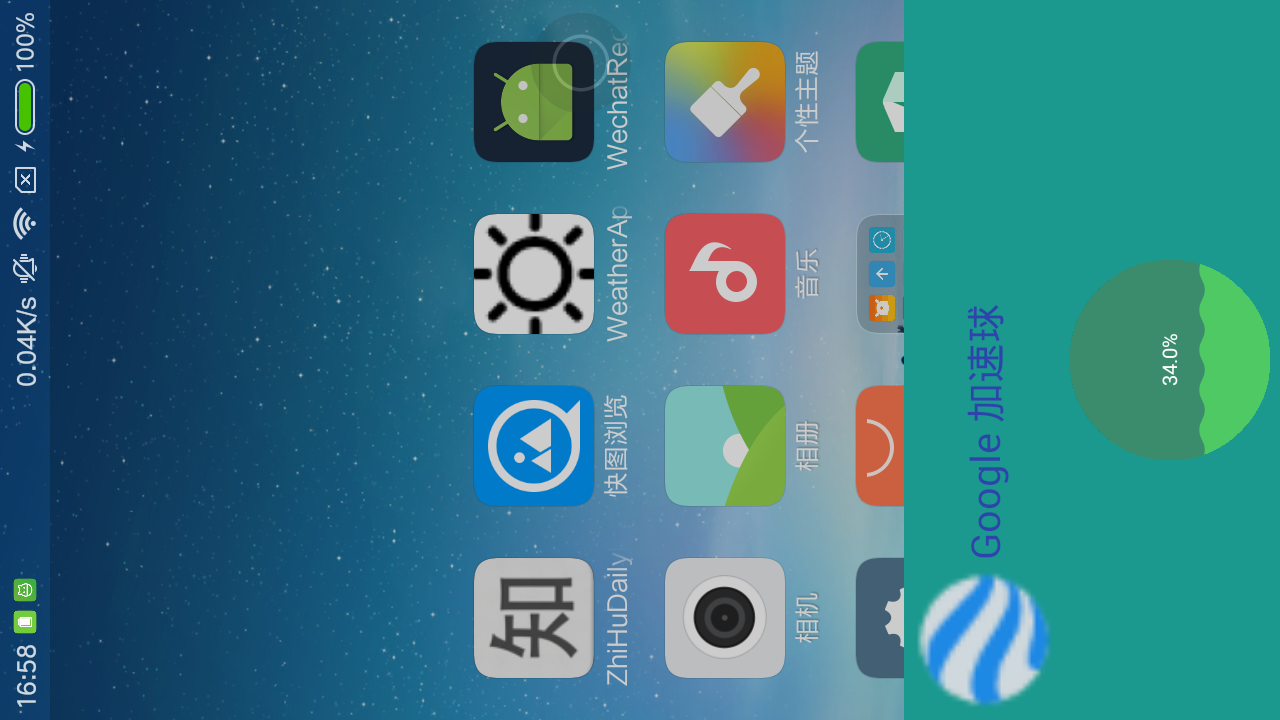 16:58
0.04K/s
100%
知
ZhiHuDaily
快图浏览
WeatherAp
WechatRec
相机
相册
音乐
个性主题
Google 加速球
34.0%